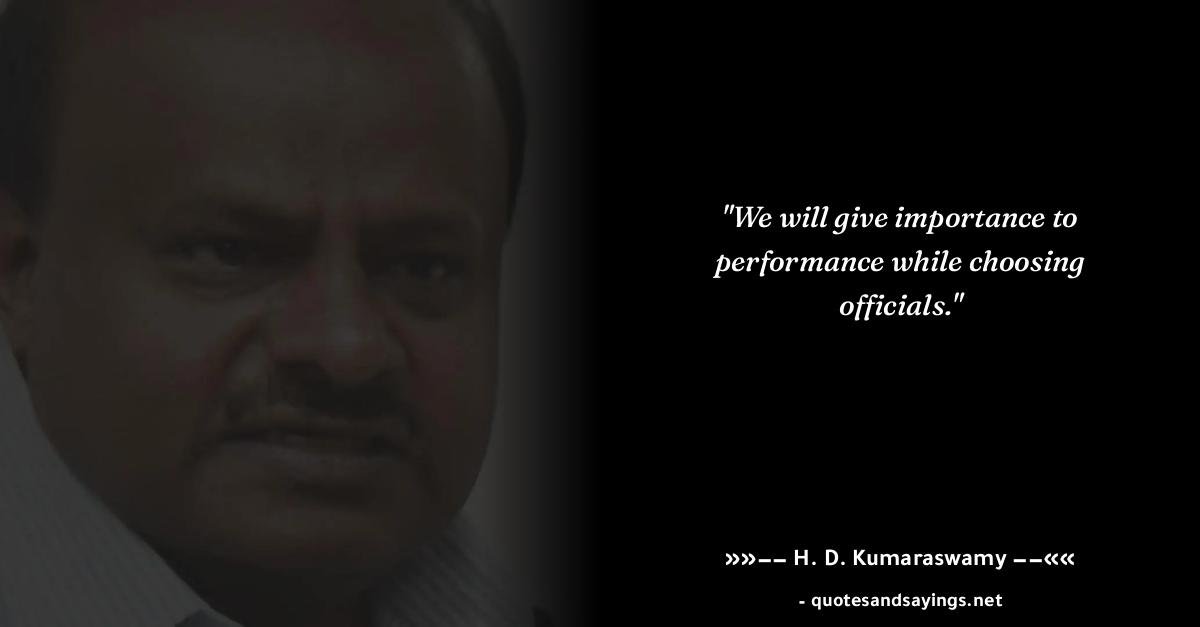 "We will give importance to
performance while choosing
officials."
»»−− H. D. Kumaraswamy −−««
- quotesandsayings.net